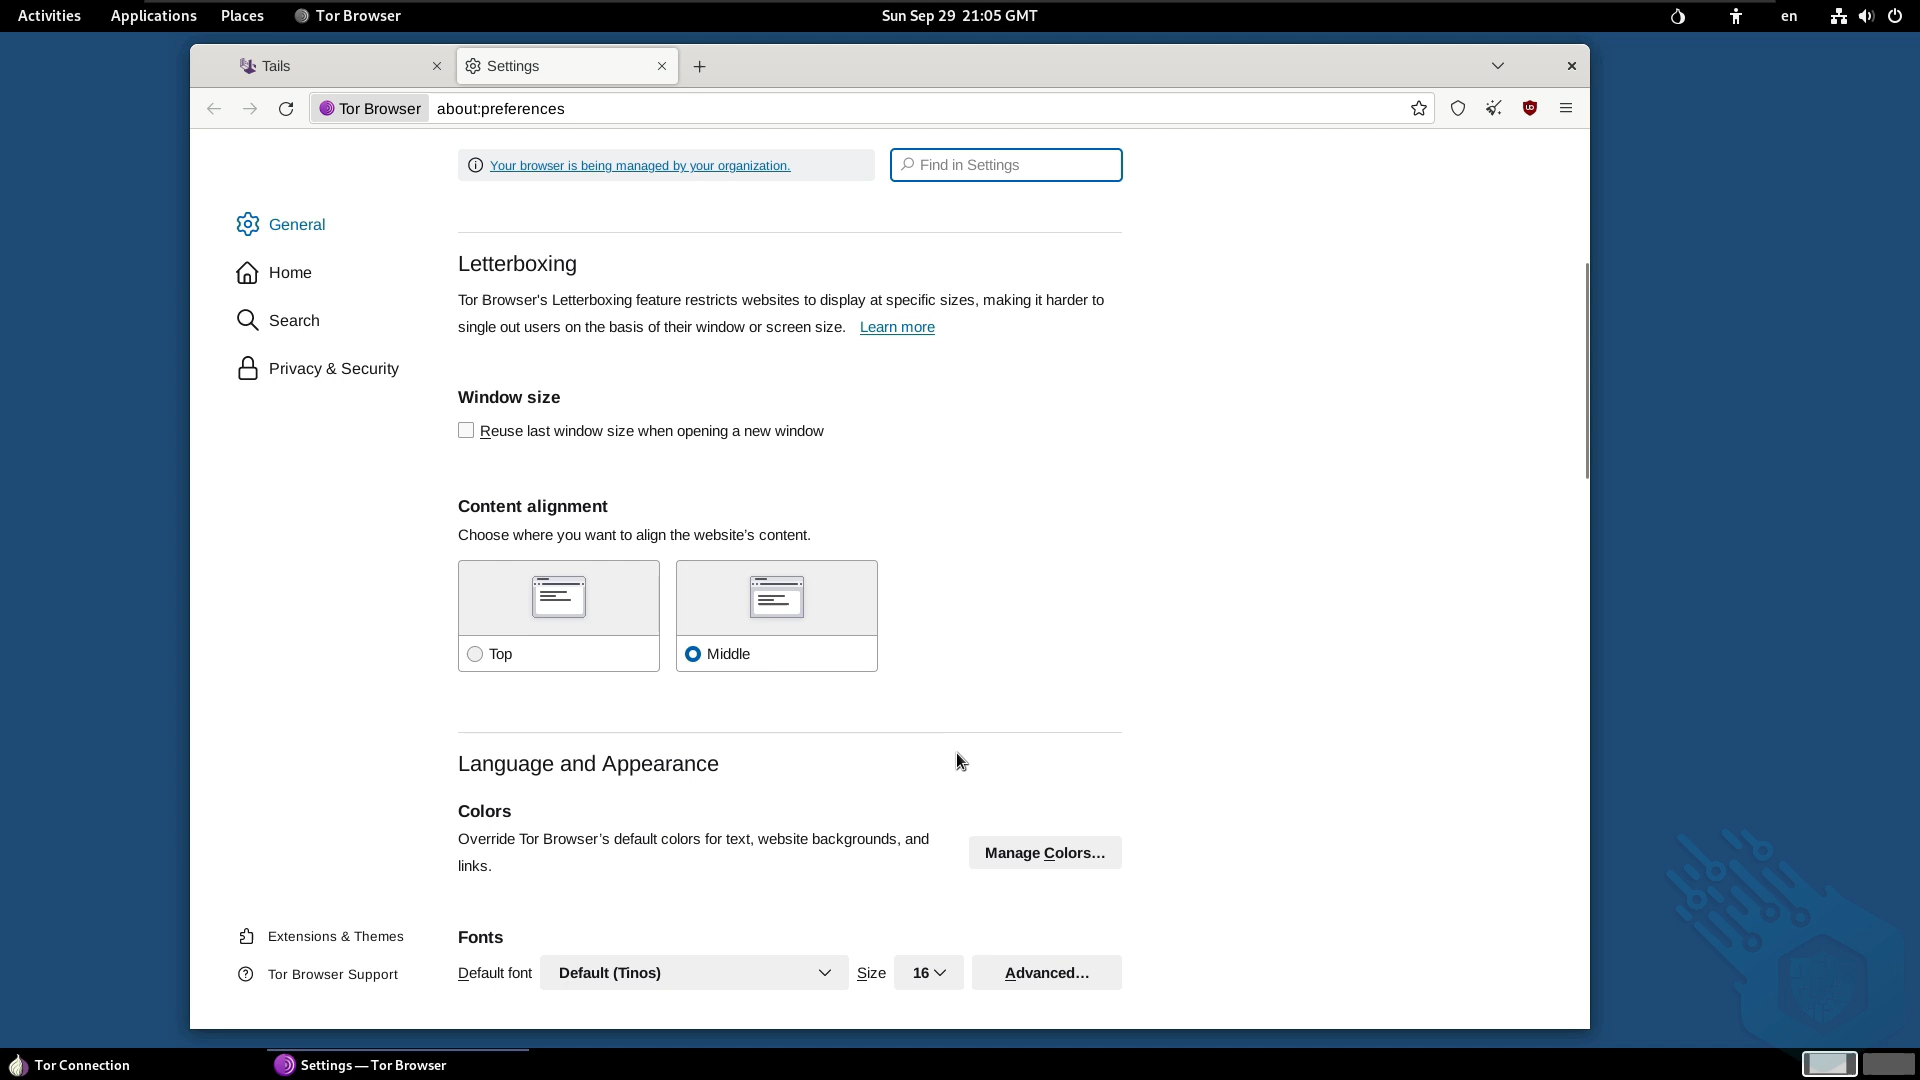 Activities Applications Places Tor Browser Sun Sep 29 21:05 GMT en
Tails Settings
Tor Browser about:preferences
Your browser is being managed by your organization. Find in Settings
General
Home
Search
Privacy & Security
Letterboxing
Tor Browser's Letterboxing feature restricts websites to display at specific sizes, making it harder to
single out users on the basis of their window or screen size. Learn more
Window size
Reuse last window size when opening a new window
Content alignment
Choose where you want to align the website’s content.
Top Middle
Language and Appearance
Colors
Override Tor Browser’s default colors for text, website backgrounds, and
links.
Manage Colors…
Extensions & Themes
Tor Browser Support
Fonts
Default font Default (Tinos) Size 16 Advanced…
Tor Connection Settings — Tor Browser